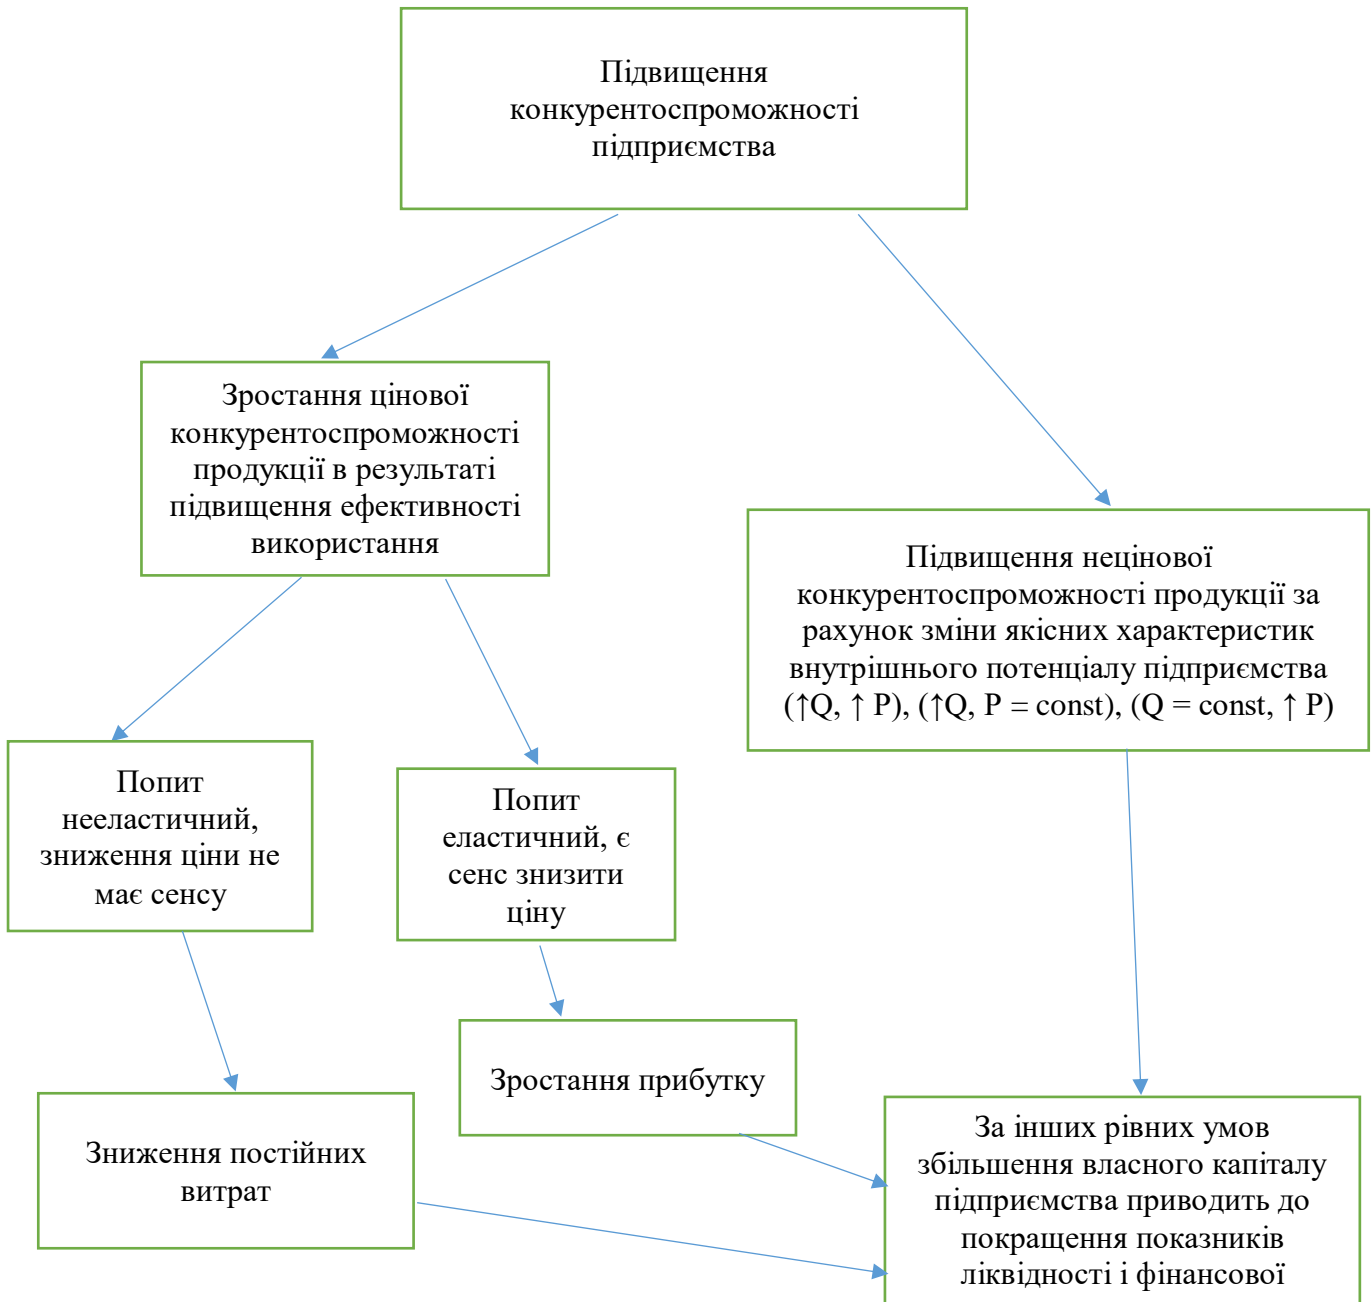 Підвищення
конкурентоспроможності
підприємства
Зростання цінової
конкурентоспроможності
продукції в результаті
підвищення ефективності
використання
Підвищення нецінової
конкурентоспроможності продукції за
рахунок зміни якісних характеристик
внутрішнього потенціалу підприємства
(↑Q, ↑ P), (↑Q, P = const), (Q = const, ↑ P)
Попит
нееластичний,
зниження ціни не
має сенсу
Попит
еластичний, є
сенс знизити
ціну
Зростання прибутку
Зниження постійних
витрат
За інших рівних умов
збільшення власного капіталу
підприємства приводить до
покращення показників
ліквідності і фінансової